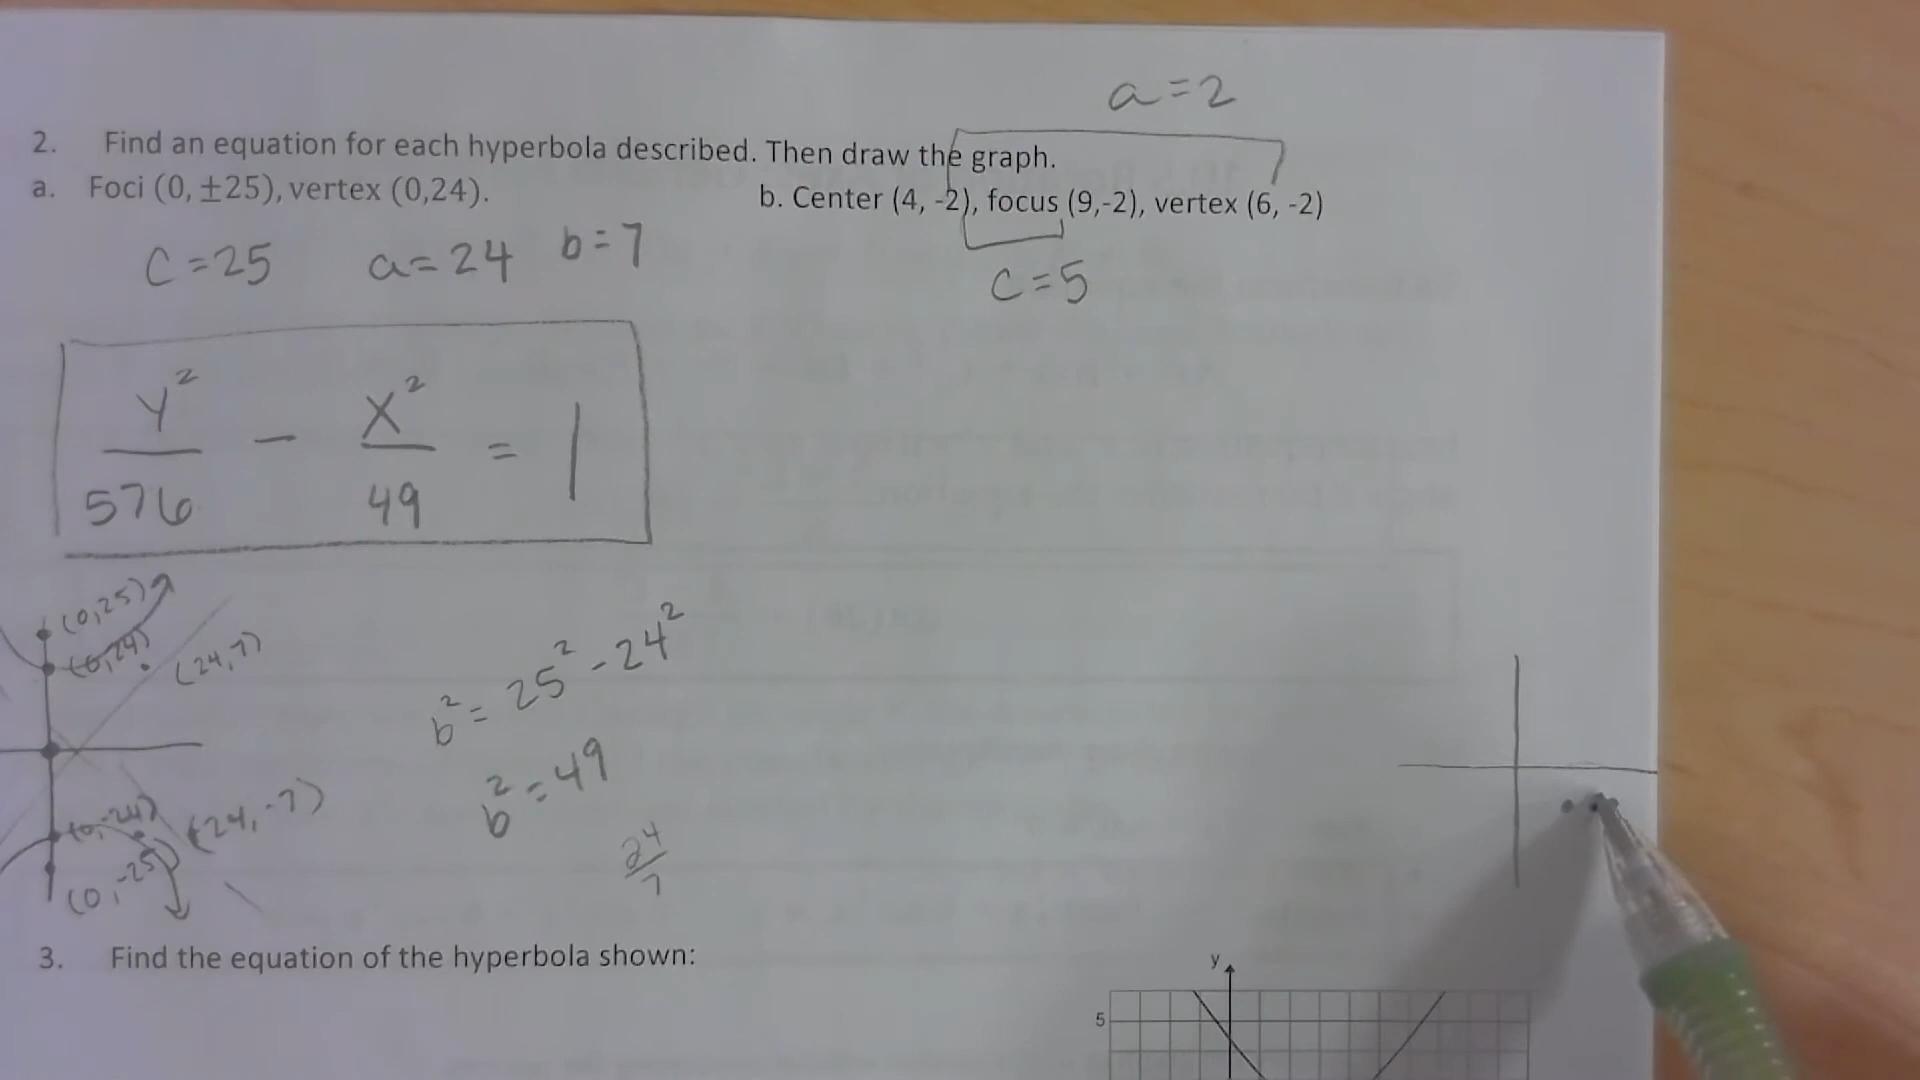 a=2
2. Find an equation for each hyperbola described. Then draw the graph.
a. Foci (0, ±25), vertex (0,24).
b. Center (4, -2), focus (9,-2), vertex (6, -2)
c=25 a=24 b=7
c=5
y² / 576 - x² / 49 = 1
(0,25)
(0,24)
(24,7)
b² = 25² - 24²
b² = 49
24/7
(0,-24)
(24,-7)
(0,-25)
3. Find the equation of the hyperbola shown:
y
5